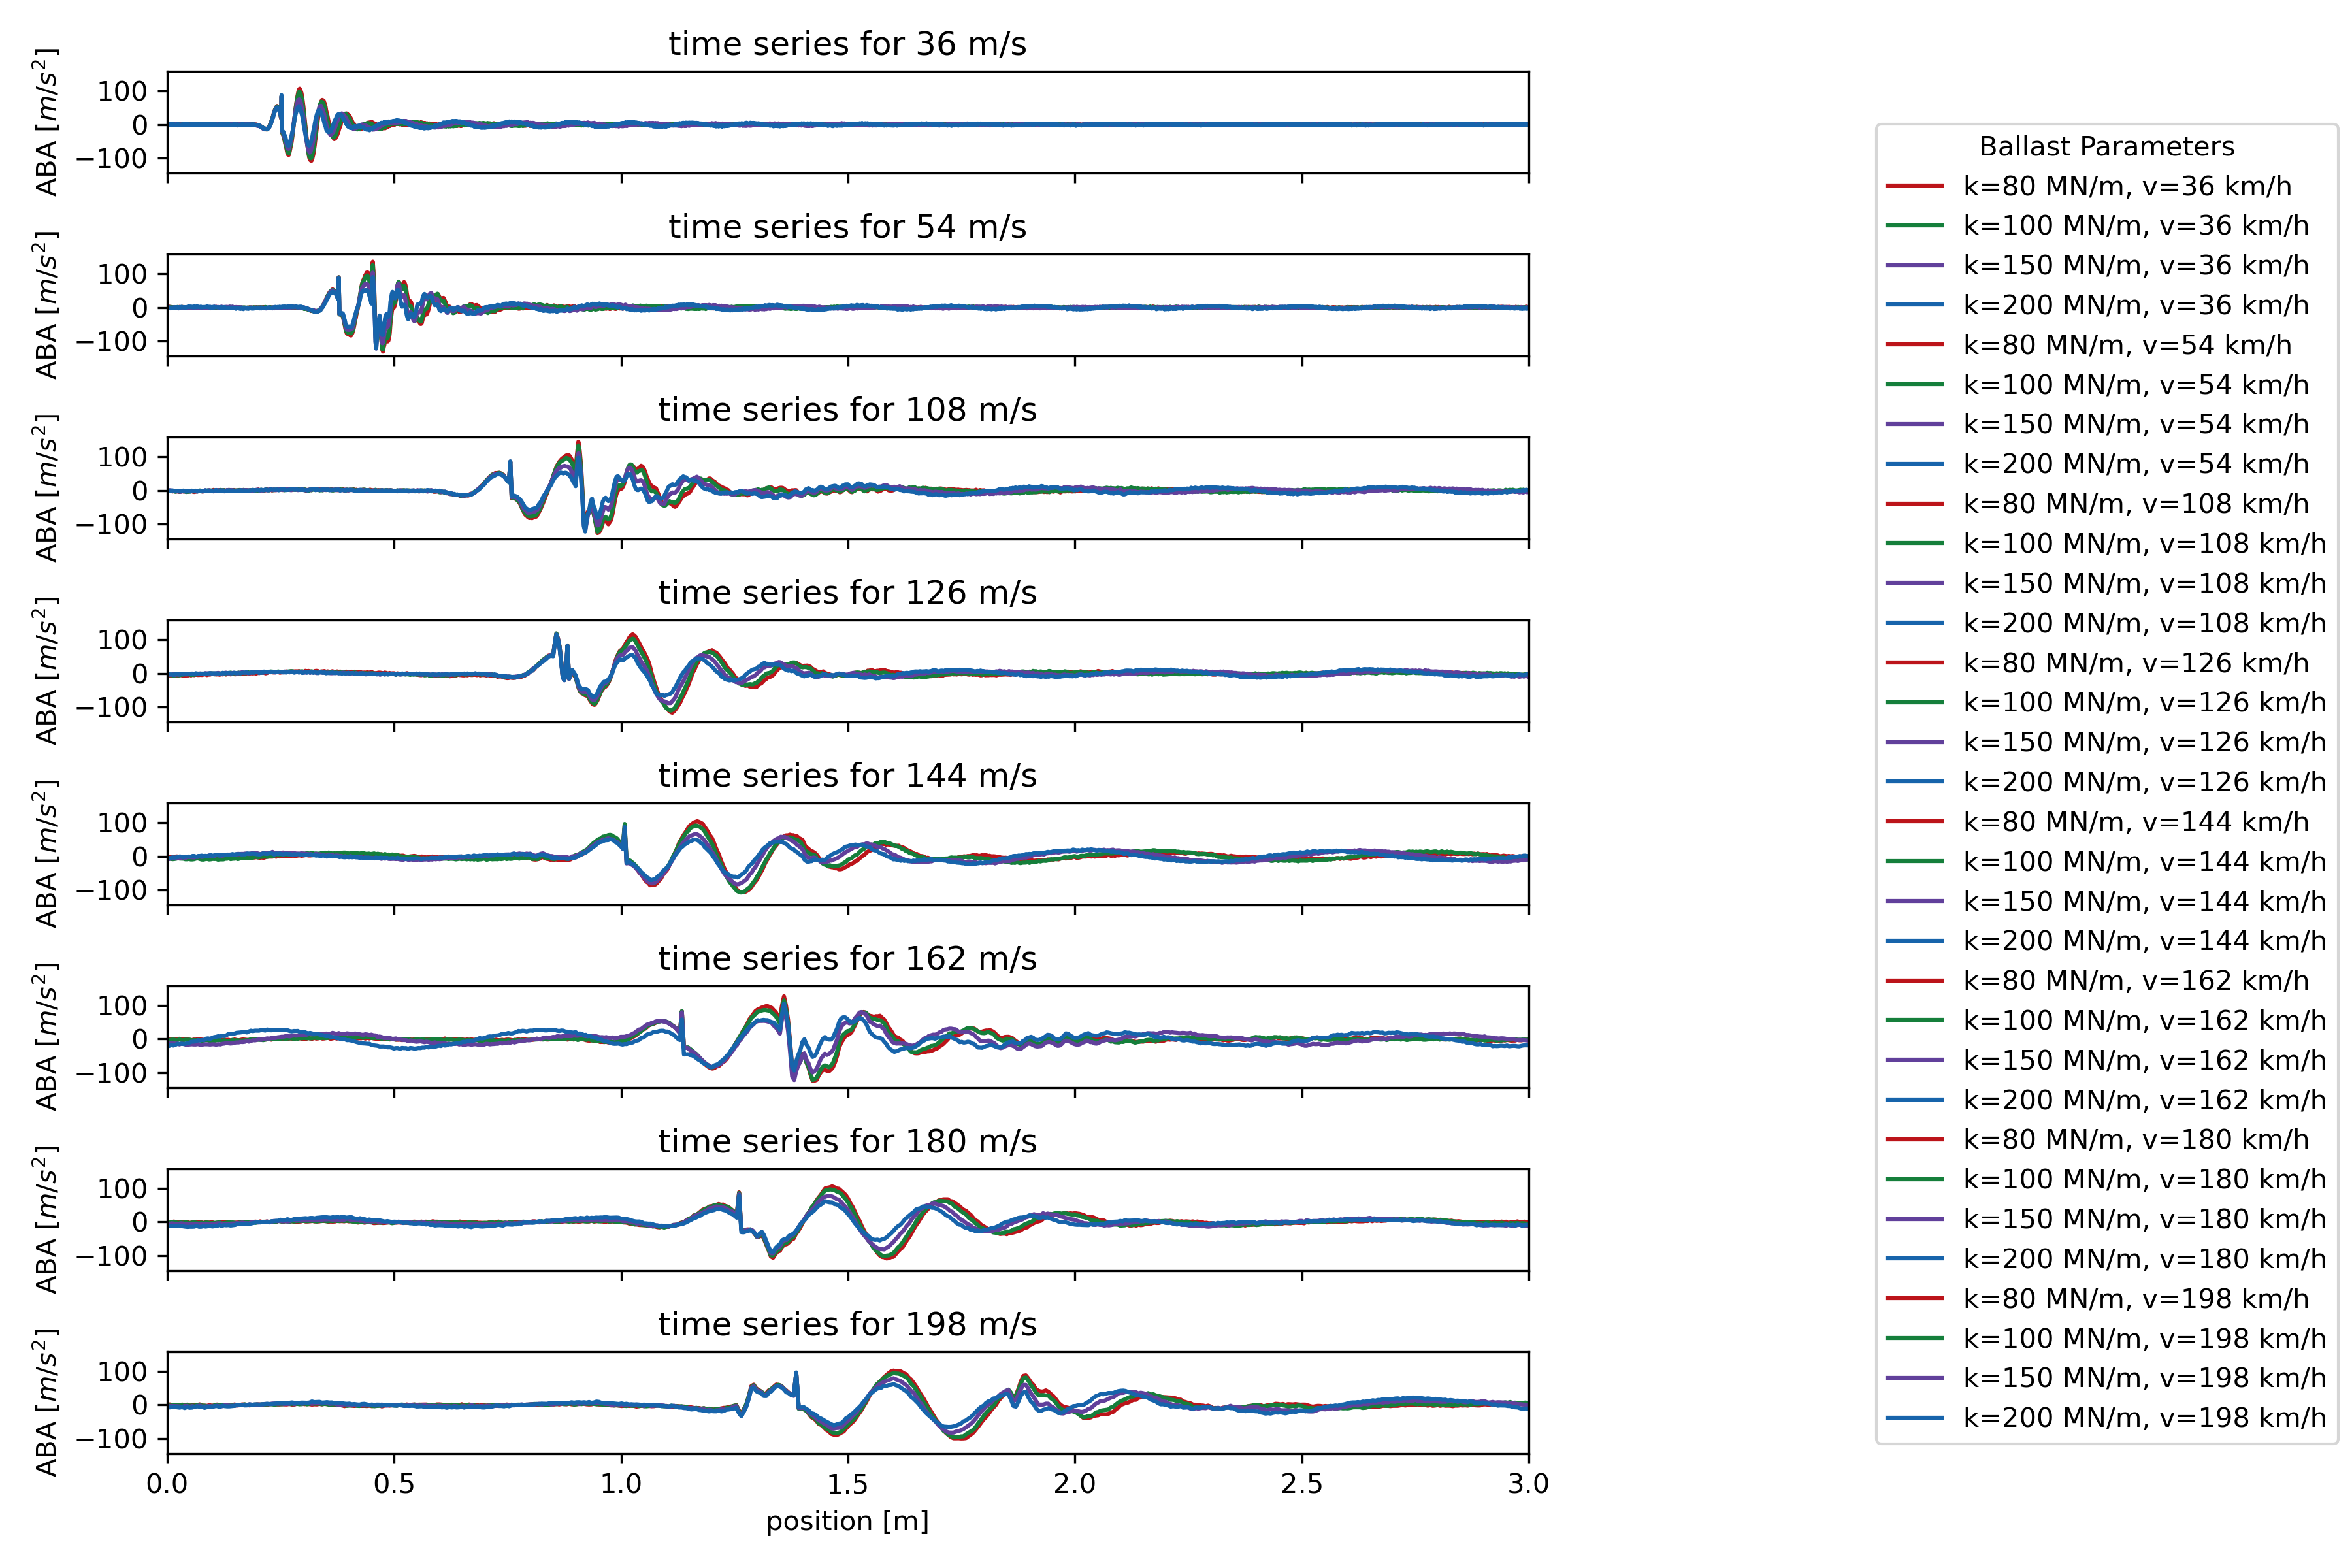 time series for 36 m/s
ABA [m/s²]
100
0
−100
time series for 54 m/s
ABA [m/s²]
100
0
−100
time series for 108 m/s
ABA [m/s²]
100
0
−100
time series for 126 m/s
ABA [m/s²]
100
0
−100
time series for 144 m/s
ABA [m/s²]
100
0
−100
time series for 162 m/s
ABA [m/s²]
100
0
−100
time series for 180 m/s
ABA [m/s²]
100
0
−100
time series for 198 m/s
ABA [m/s²]
100
0
−100
0.0 0.5 1.0 1.5 2.0 2.5 3.0
position [m]
Ballast Parameters
k=80 MN/m, v=36 km/h
k=100 MN/m, v=36 km/h
k=150 MN/m, v=36 km/h
k=200 MN/m, v=36 km/h
k=80 MN/m, v=54 km/h
k=100 MN/m, v=54 km/h
k=150 MN/m, v=54 km/h
k=200 MN/m, v=54 km/h
k=80 MN/m, v=108 km/h
k=100 MN/m, v=108 km/h
k=150 MN/m, v=108 km/h
k=200 MN/m, v=108 km/h
k=80 MN/m, v=126 km/h
k=100 MN/m, v=126 km/h
k=150 MN/m, v=126 km/h
k=200 MN/m, v=126 km/h
k=80 MN/m, v=144 km/h
k=100 MN/m, v=144 km/h
k=150 MN/m, v=144 km/h
k=200 MN/m, v=144 km/h
k=80 MN/m, v=162 km/h
k=100 MN/m, v=162 km/h
k=150 MN/m, v=162 km/h
k=200 MN/m, v=162 km/h
k=80 MN/m, v=180 km/h
k=100 MN/m, v=180 km/h
k=150 MN/m, v=180 km/h
k=200 MN/m, v=180 km/h
k=80 MN/m, v=198 km/h
k=100 MN/m, v=198 km/h
k=150 MN/m, v=198 km/h
k=200 MN/m, v=198 km/h